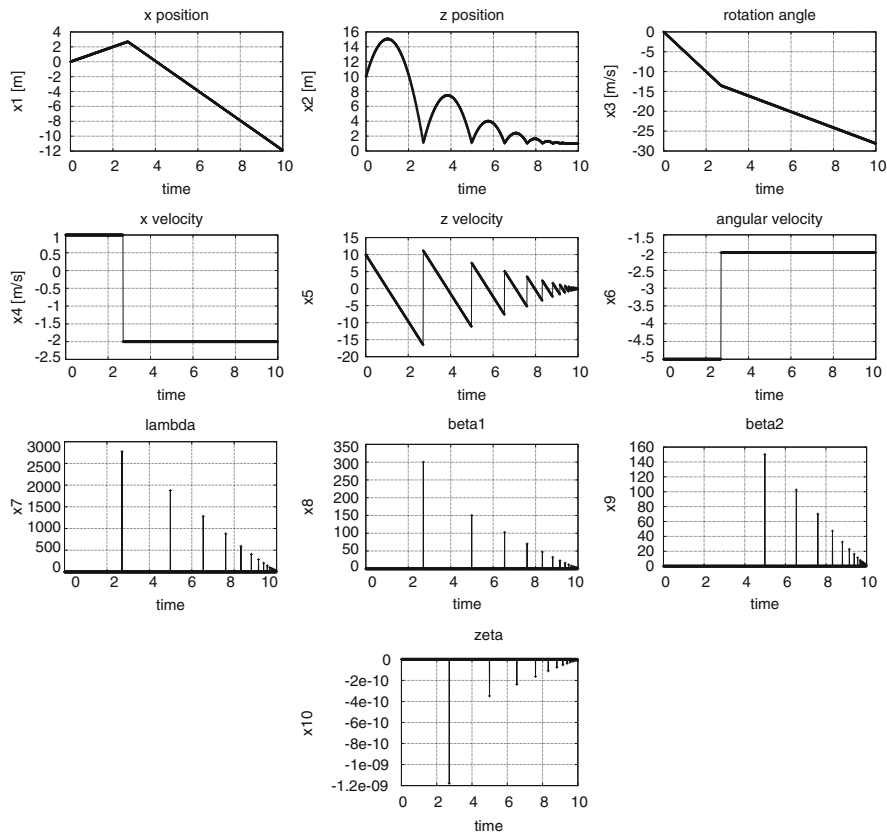 x position
z position
rotation angle
4
2
0
-2
-4
-6
-8
-10
-12
x1 [m]
0 2 4 6 8 10
time
16
14
12
10
8
6
4
2
0
x2 [m]
0 2 4 6 8 10
time
0
-5
-10
-15
-20
-25
-30
x3 [m/s]
0 2 4 6 8 10
time
x velocity
z velocity
angular velocity
1
0.5
0
-0.5
-1
-1.5
-2
-2.5
x4 [m/s]
0 2 4 6 8 10
time
15
10
5
0
-5
-10
-15
-20
x5
0 2 4 6 8 10
time
-1.5
-2
-2.5
-3
-3.5
-4
-4.5
-5
x6
0 2 4 6 8 10
time
lambda
beta1
beta2
3000
2500
2000
1500
1000
500
0
x7
0 2 4 6 8 10
time
350
300
250
200
150
100
50
0
x8
0 2 4 6 8 10
time
160
140
120
100
80
60
40
20
0
x9
0 2 4 6 8 10
time
zeta
0
-2e-10
-4e-10
-6e-10
-8e-10
-1e-09
-1.2e-09
x10
0 2 4 6 8 10
time